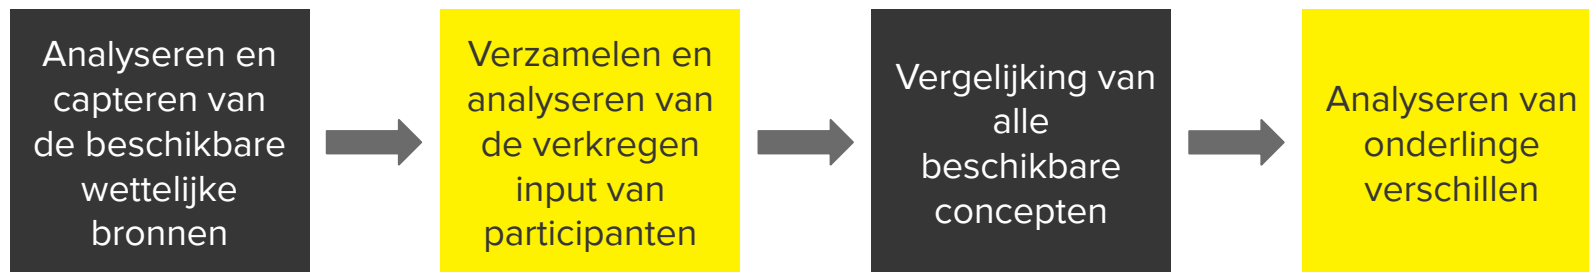 Analyseren en
capteren van
de beschikbare
wettelijke
bronnen
Verzamelen en
analyseren van
de verkregen
input van
participanten
Vergelijking van
alle
beschikbare
concepten
Analyseren van
onderlinge
verschillen